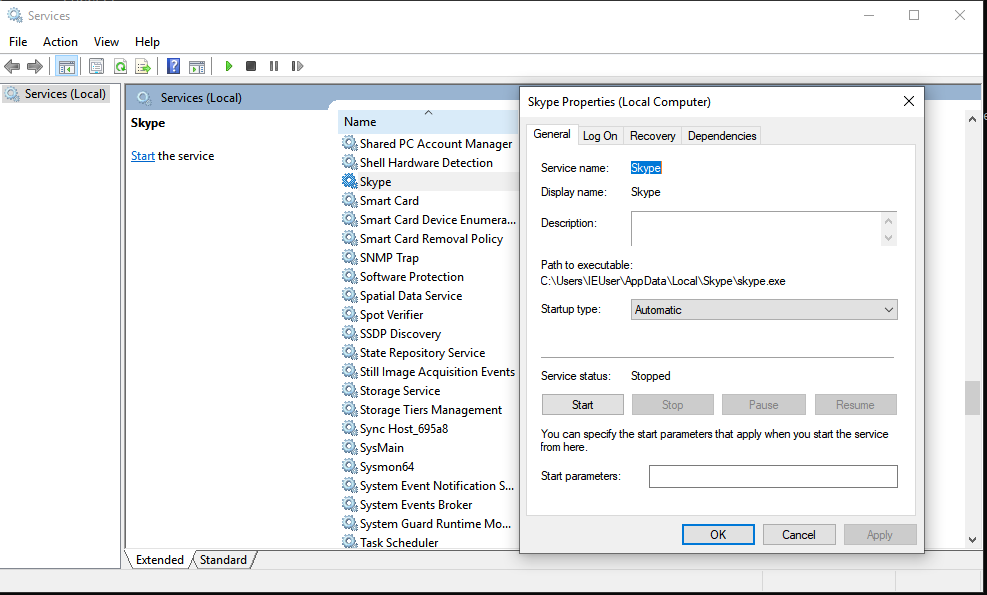 Services
File Action View Help
Services (Local)
Services (Local)
Skype
Start the service
Name
Shared PC Account Manager
Shell Hardware Detection
Skype
Smart Card
Smart Card Device Enumera...
Smart Card Removal Policy
SNMP Trap
Software Protection
Spatial Data Service
Spot Verifier
SSDP Discovery
State Repository Service
Still Image Acquisition Events
Storage Service
Storage Tiers Management
Sync Host_695a8
SysMain
Sysmon64
System Event Notification S...
System Events Broker
System Guard Runtime Mo...
Task Scheduler
Extended Standard
Skype Properties (Local Computer)
General Log On Recovery Dependencies
Service name: Skype
Display name: Skype
Description:
Path to executable:
C:\Users\IEUser\AppData\Local\Skype\skype.exe
Startup type: Automatic
Service status: Stopped
Start Stop Pause Resume
You can specify the start parameters that apply when you start the service
from here.
Start parameters:
OK Cancel Apply